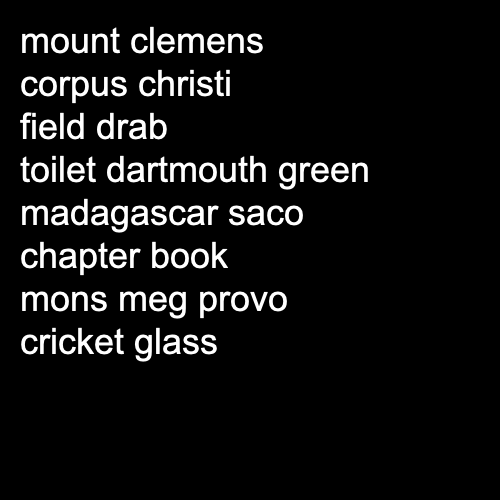 mount clemens
corpus christi
field drab
toilet dartmouth green
madagascar saco
chapter book
mons meg provo
cricket glass